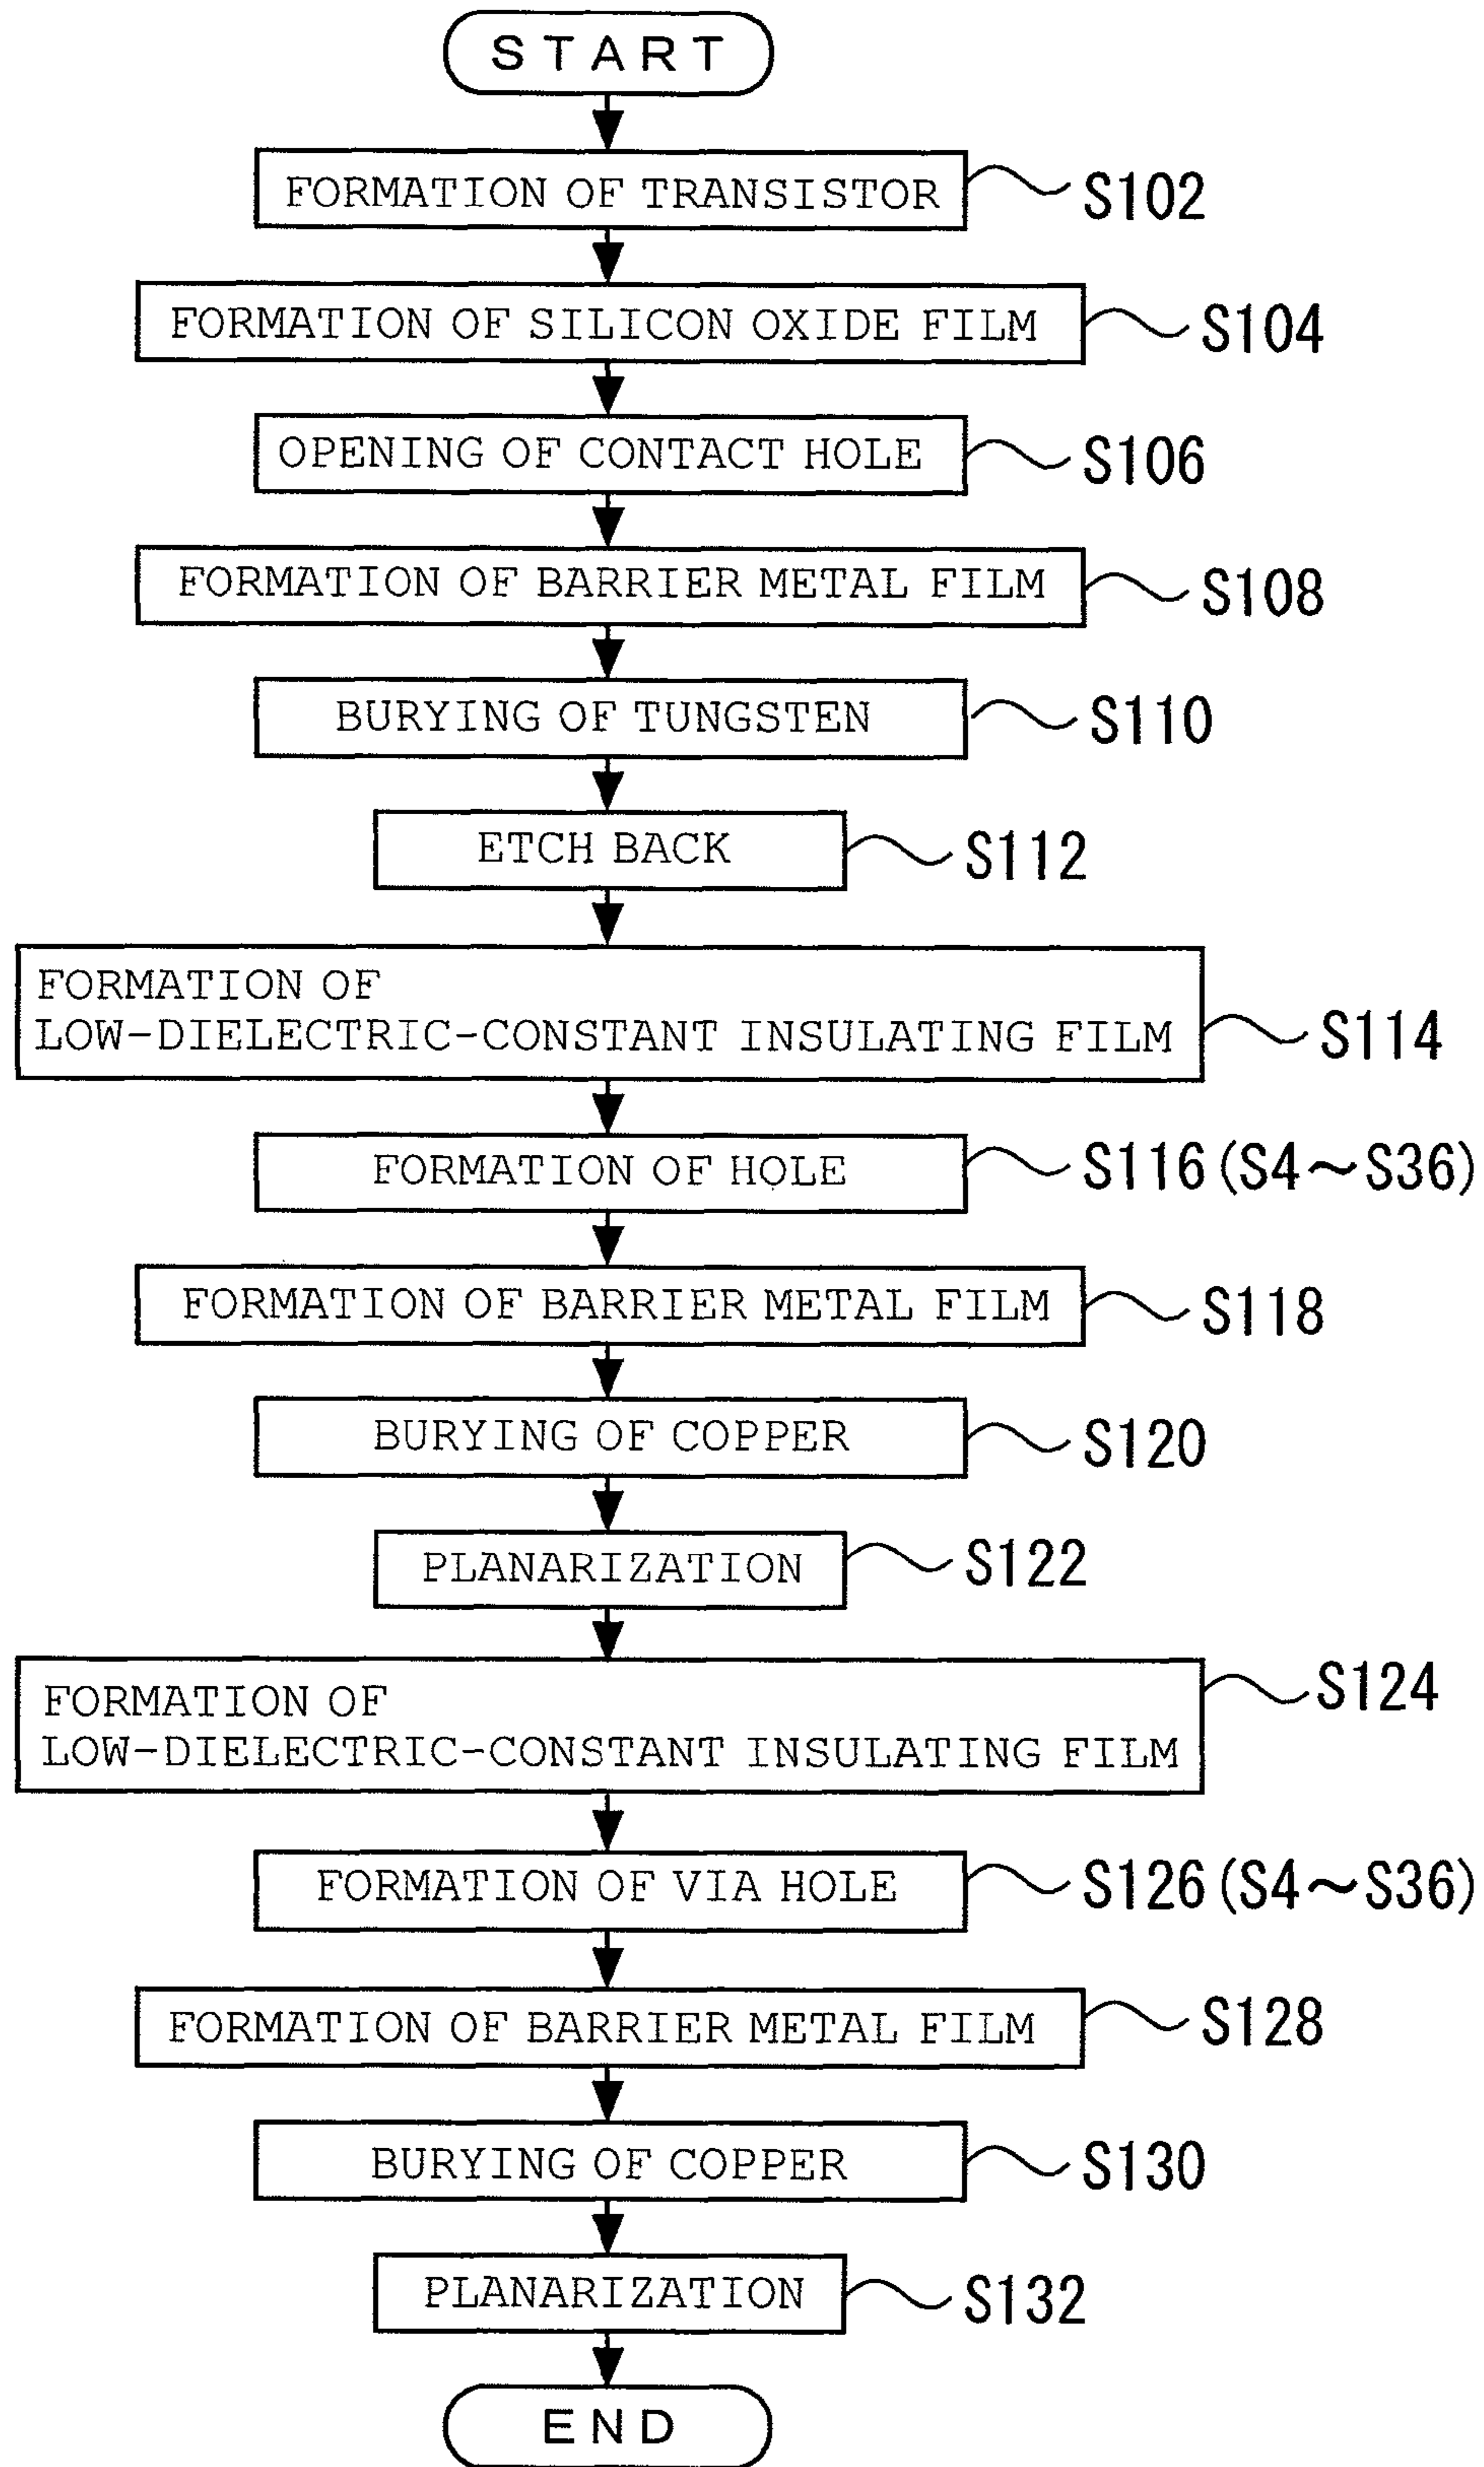 START
FORMATION OF TRANSISTOR
S102
FORMATION OF SILICON OXIDE FILM
S104
OPENING OF CONTACT HOLE
S106
FORMATION OF BARRIER METAL FILM
S108
BURYING OF TUNGSTEN
S110
ETCH BACK
S112
FORMATION OF
LOW-DIELECTRIC-CONSTANT INSULATING FILM
S114
FORMATION OF HOLE
S116(S4~S36)
FORMATION OF BARRIER METAL FILM
S118
BURYING OF COPPER
S120
PLANARIZATION
S122
FORMATION OF
LOW-DIELECTRIC-CONSTANT INSULATING FILM
S124
FORMATION OF VIA HOLE
S126(S4~S36)
FORMATION OF BARRIER METAL FILM
S128
BURYING OF COPPER
S130
PLANARIZATION
S132
END